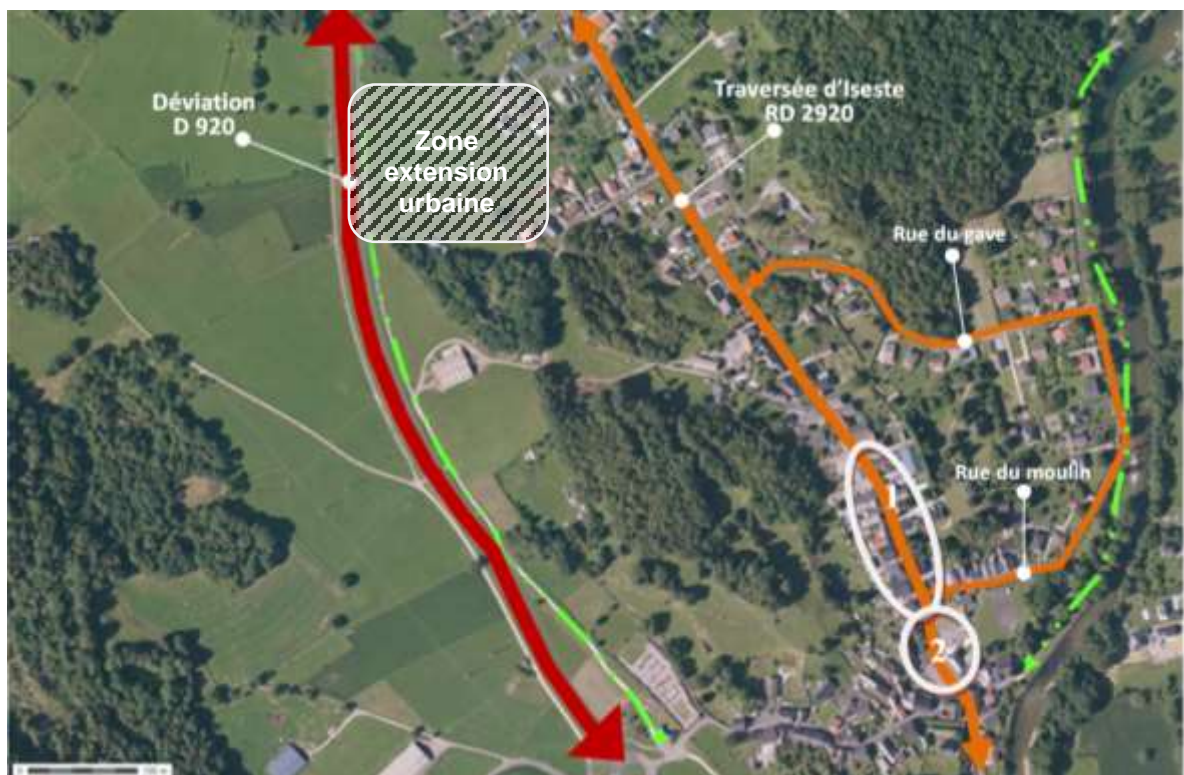 Déviation
D 920
Zone
extension
urbaine
Traversée d'Iseste
RD 2920
Rue du gave
1
Rue du moulin
2